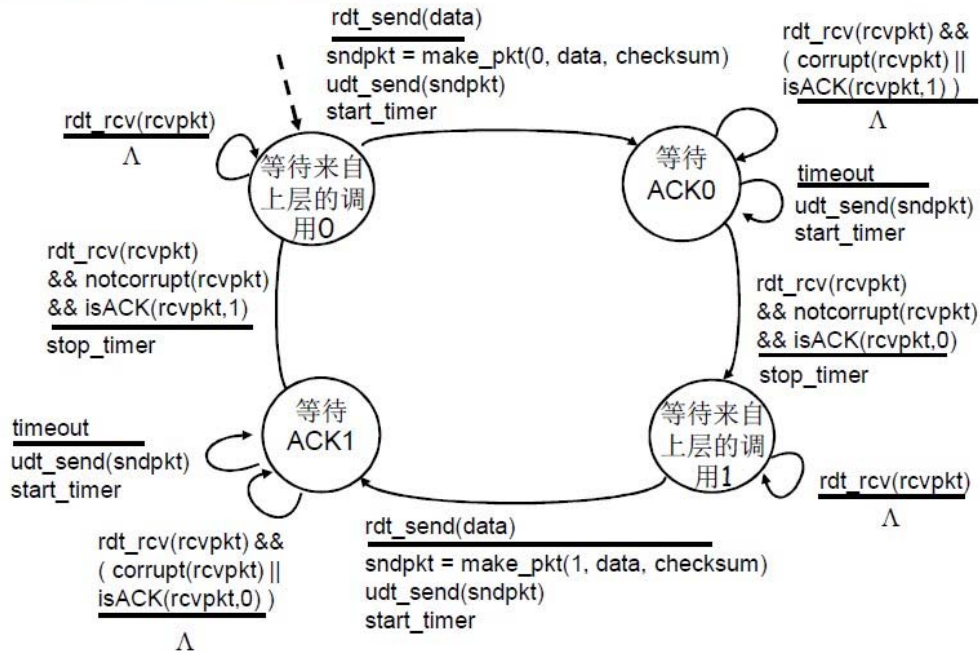 rdt_send(data)
sndpkt = make_pkt(0, data, checksum)
udt_send(sndpkt)
start_timer
rdt_rcv(rcvpkt) &&
( corrupt(rcvpkt) ||
isACK(rcvpkt,1) )
Λ
rdt_rcv(rcvpkt)
Λ
等待来自
上层的调
用0
等待
ACK0
timeout
udt_send(sndpkt)
start_timer
rdt_rcv(rcvpkt)
&& notcorrupt(rcvpkt)
&& isACK(rcvpkt,1)
stop_timer
rdt_rcv(rcvpkt)
&& notcorrupt(rcvpkt)
&& isACK(rcvpkt,0)
stop_timer
等待
ACK1
等待来自
上层的调
用1
timeout
udt_send(sndpkt)
start_timer
rdt_rcv(rcvpkt)
Λ
rdt_rcv(rcvpkt) &&
( corrupt(rcvpkt) ||
isACK(rcvpkt,0) )
Λ
rdt_send(data)
sndpkt = make_pkt(1, data, checksum)
udt_send(sndpkt)
start_timer